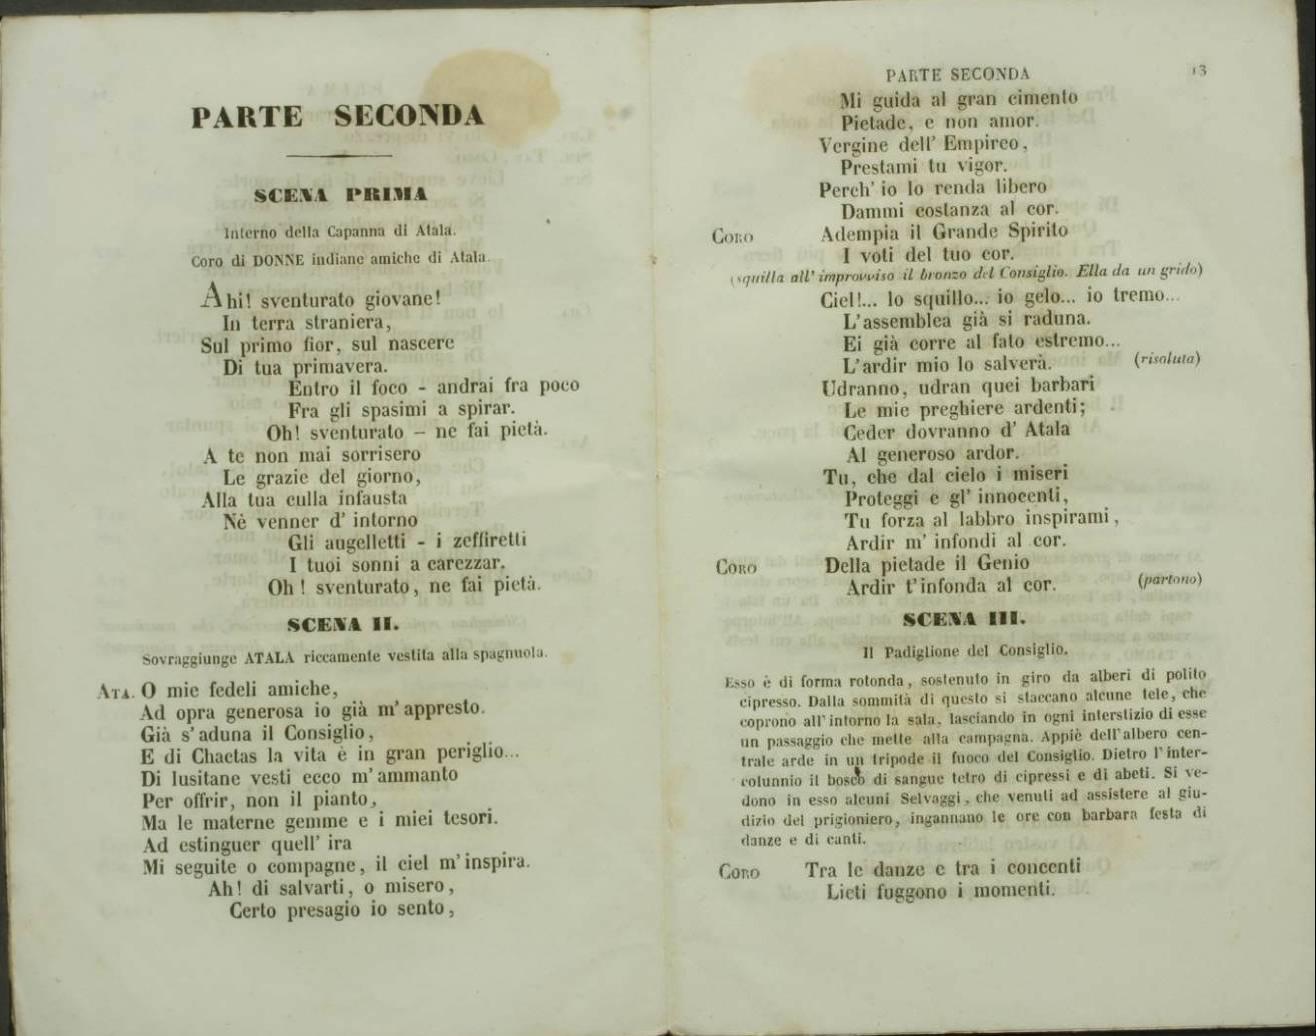 PARTE SECONDA
SCENA PRIMA
Interno della Capanna di Atala.
Coro di DONNE indiane amiche di Atala.
Ahi! sventurato giovane!
In terra straniera,
Sul primo fior, sul nascere
Di tua primavera.
Entro il foco - andrai fra poco
Fra gli spasimi a spirar.
Oh! sventurato – ne fai pietà.
A te non mai sorrisero
Le grazie del giorno,
Alla tua culla infausta
Nè venner d' intorno
Gli augelletti - i zeffiretti
I tuoi sonni a carezzar.
Oh ! sventurato, ne fai pietà.
SCENA II.
Sovraggiunge ATALA riccamente vestita alla spagnuola.
ATA. O mie fedeli amiche,
Ad opra generosa io già m' appresto.
Già s' aduna il Consiglio,
E di Chactas la vita è in gran periglio...
Di lusitane vesti ecco m' ammanto
Per offrir, non il pianto,
Ma le materne gemme e i miei tesori.
Ad estinguer quell' ira
Mi seguite o compagne, il ciel m' inspira.
Ah! di salvarti, o misero,
Certo presagio io sento,
PARTE SECONDA 13
Mi guida al gran cimento
Pietade, e non amor.
Vergine dell' Empireo,
Prestami tu vigor.
Perch' io lo renda libero
Dammi costanza al cor.
CORO Adempia il Grande Spirito
I voti del tuo cor.
(squilla all' improvviso il bronzo del Consiglio. Ella da un grido)
Ciel!... lo squillo... io gelo... io tremo...
L'assemblea già si raduna.
Ei già corre al fato estremo...
L'ardir mio lo salverà. (risoluta)
Udranno, udran quei barbari
Le mie preghiere ardenti;
Ceder dovranno d' Atala
Al generoso ardor.
Tu, che dal cielo i miseri
Proteggi e gl' innocenti,
Tu forza al labbro inspirami,
Ardir m' infondi al cor.
CORO Della pietade il Genio
Ardir t'infonda al cor. (partono)
SCENA III.
Il Padiglione del Consiglio.
Esso è di forma rotonda, sostenuto in giro da alberi di polito
cipresso. Dalla sommità di questo si staccano alcune tele, che
coprono all' intorno la sala, lasciando in ogni interstizio di esse
un passaggio che mette alla campagna. Appiè dell' albero cen-
trale arde in un tripode il fuoco del Consiglio. Dietro l' inter-
colunnio il bosco di sangue tetro di cipressi e di abeti. Si ve-
dono in esso alcuni Selvaggi, che venuti ad assistere al giu-
dizio del prigioniero, ingannano le ore con barbara festa di
danze e di canti.
CORO Tra le danze e tra i concenti
Lieti fuggono i momenti.